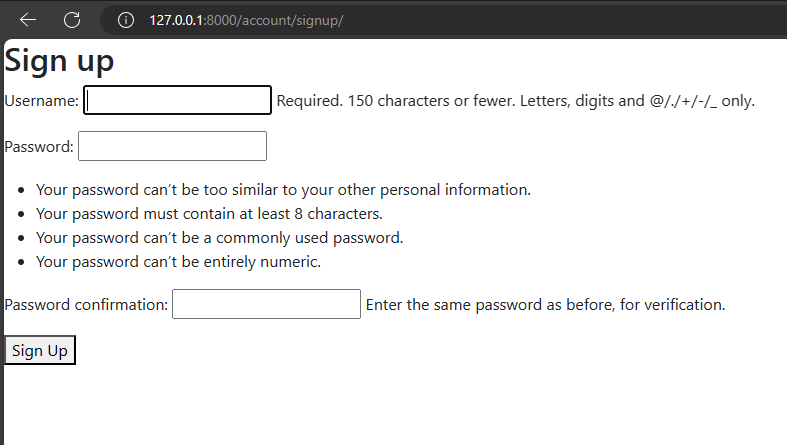 127.0.0.1:8000/account/signup/
Sign up
Username: Required. 150 characters or fewer. Letters, digits and @/./+/-/_ only.
Password:
• Your password can’t be too similar to your other personal information.
• Your password must contain at least 8 characters.
• Your password can’t be a commonly used password.
• Your password can’t be entirely numeric.
Password confirmation: Enter the same password as before, for verification.
Sign Up